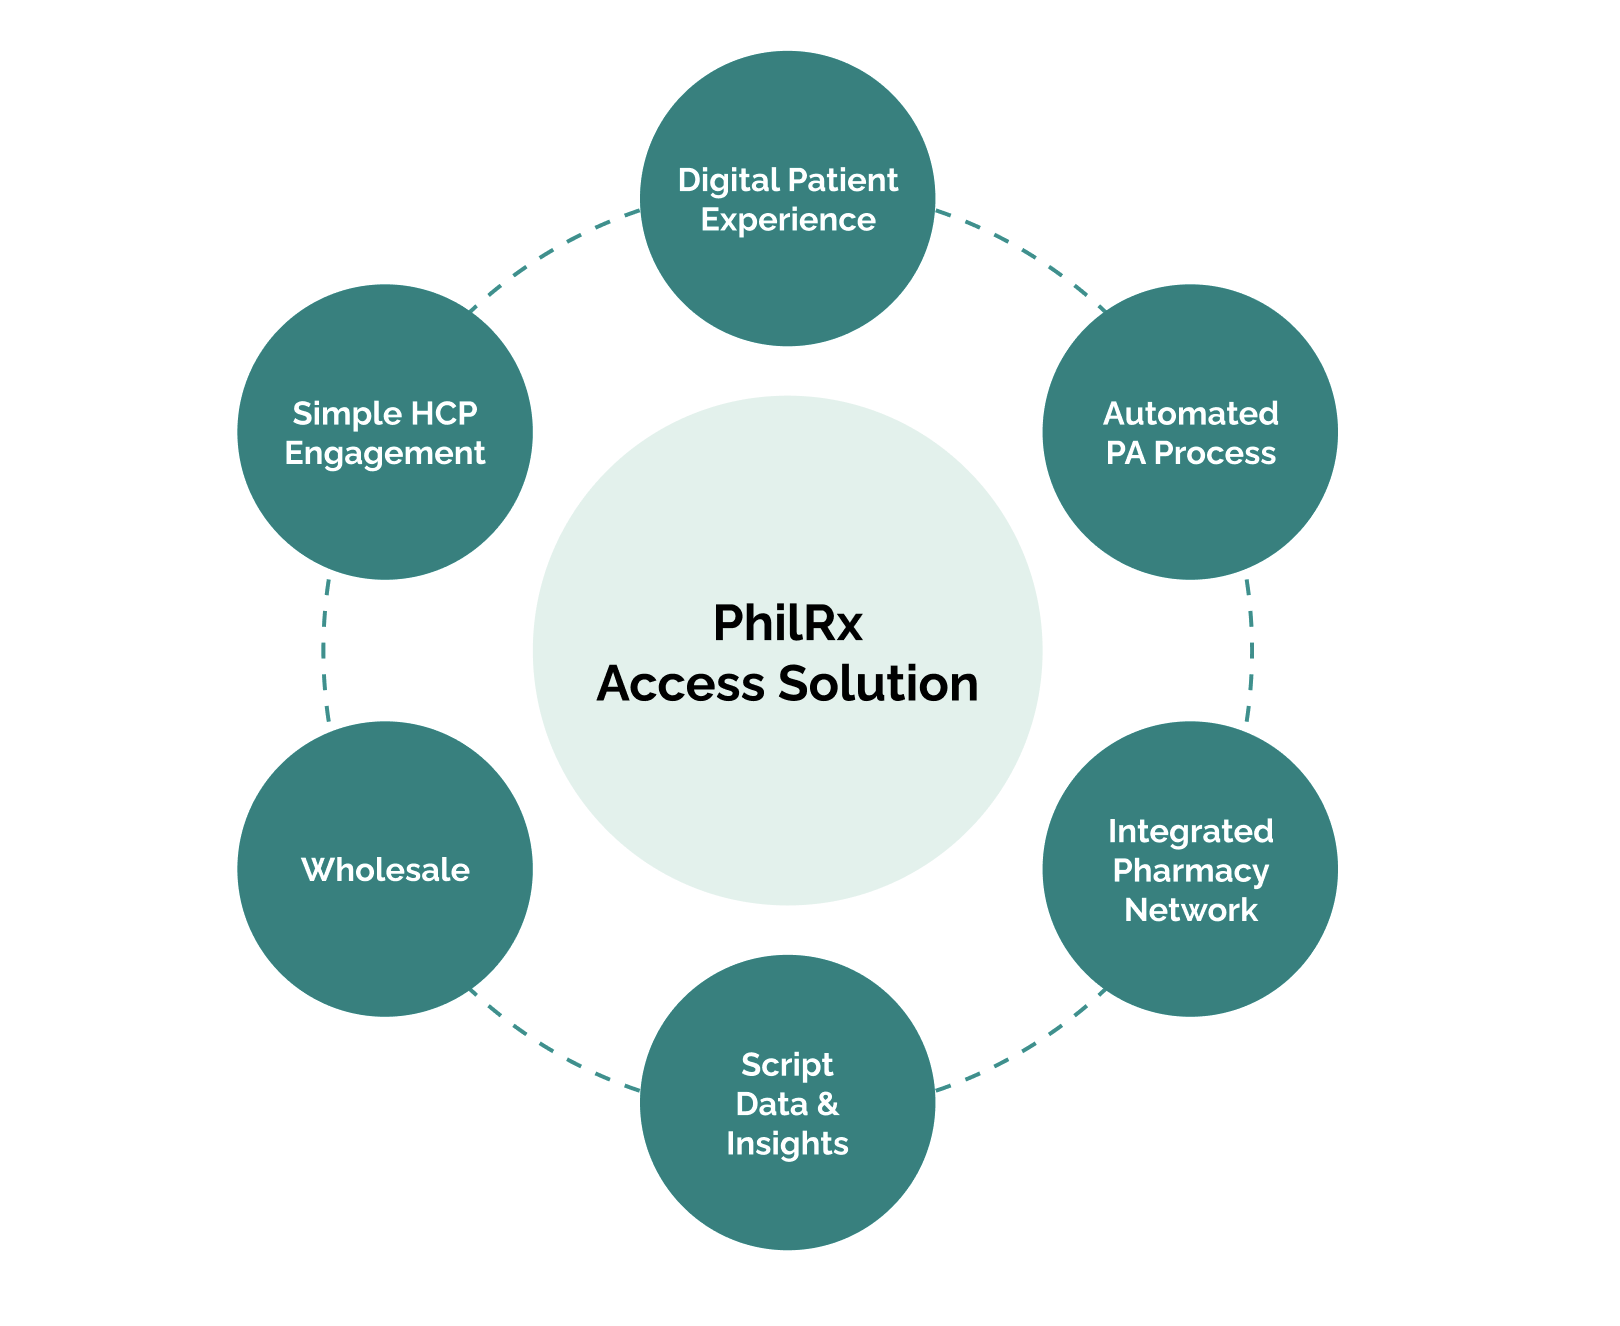 Digital Patient
Experience
Simple HCP
Engagement
Automated
PA Process
PhilRx
Access Solution
Wholesale
Integrated
Pharmacy
Network
Script
Data &
Insights